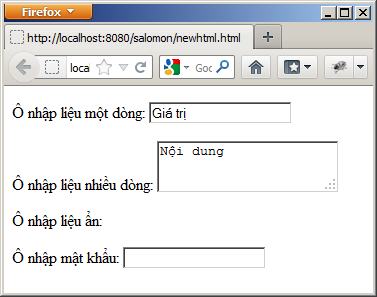 Firefox
http://localhost:8080/salomon/newhtml.html
loca
Goc
Ô nhập liệu một dòng: Giá trị
Nội dung
Ô nhập liệu nhiều dòng:
Ô nhập liệu ẩn:
Ô nhập mật khẩu: